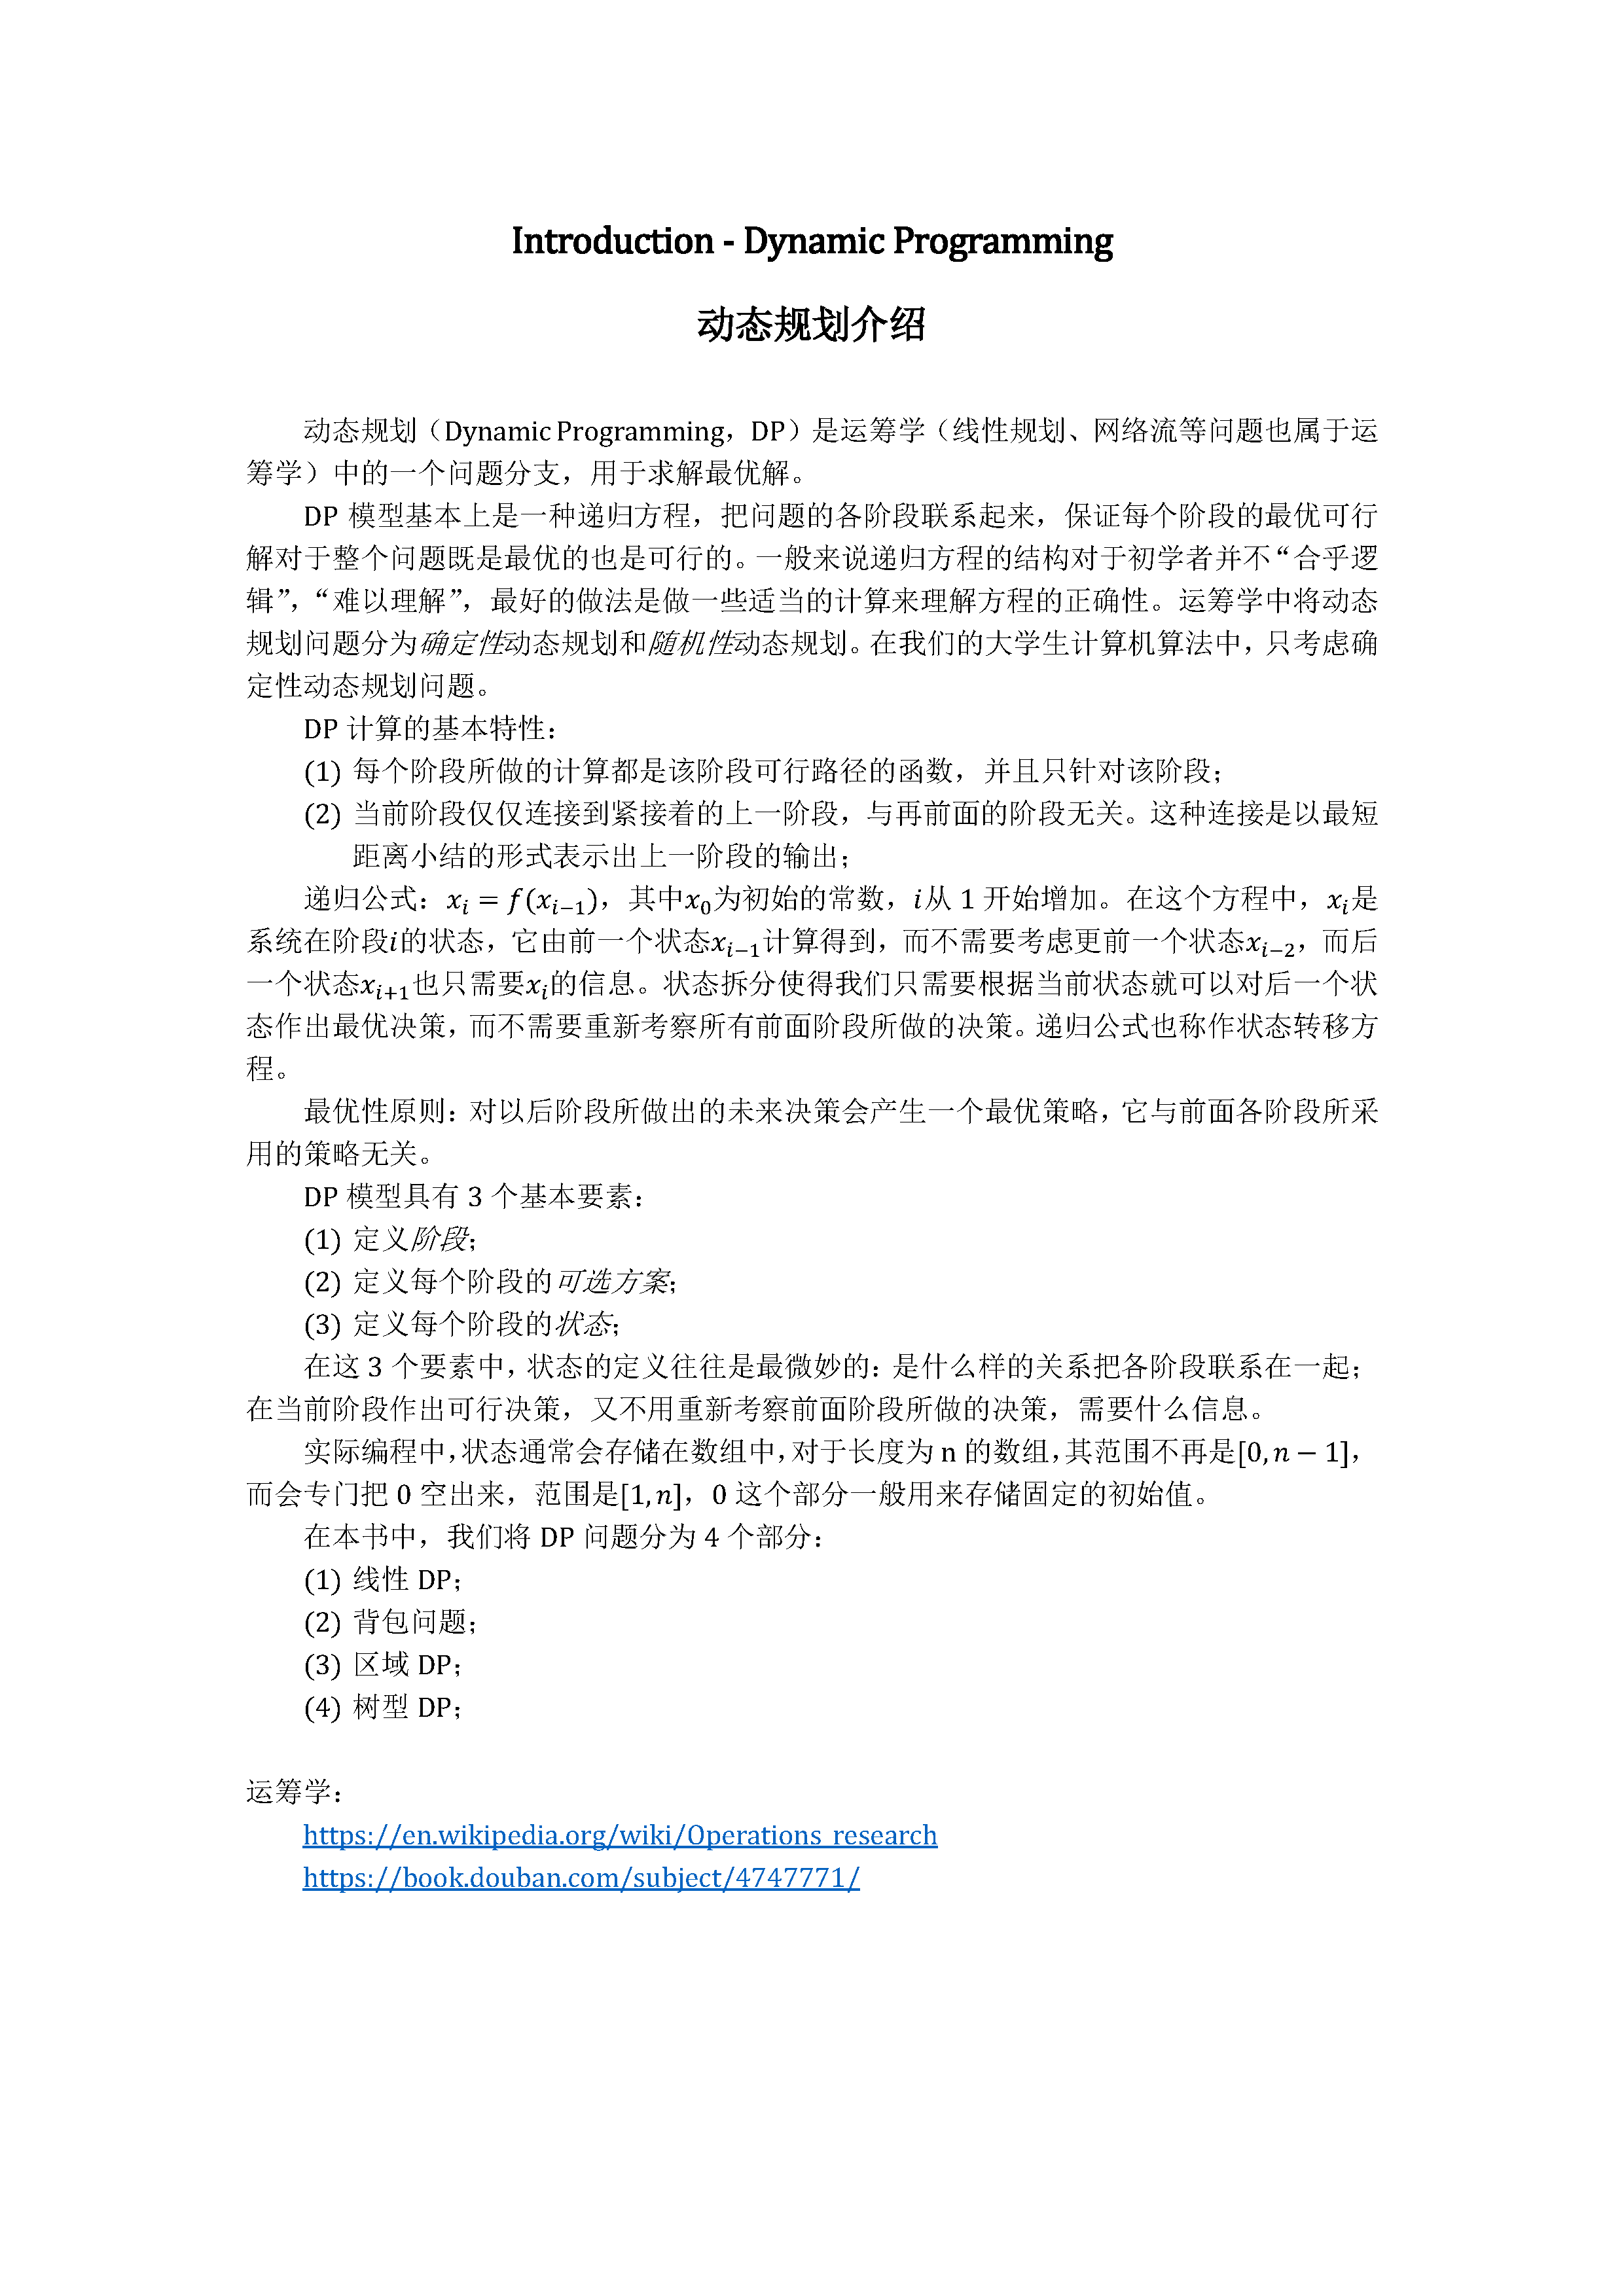 Introduction - Dynamic Programming
动态规划介绍
动态规划（Dynamic Programming，DP）是运筹学（线性规划、网络流等问题也属于运
筹学）中的一个问题分支，用于求解最优解。
DP 模型基本上是一种递归方程，把问题的各阶段联系起来，保证每个阶段的最优可行
解对于整个问题既是最优的也是可行的。一般来说递归方程的结构对于初学者并不“合乎逻
辑”，“难以理解”，最好的做法是做一些适当的计算来理解方程的正确性。运筹学中将动态
规划问题分为确定性动态规划和随机性动态规划。在我们的大学生计算机算法中，只考虑确
定性动态规划问题。
DP 计算的基本特性：
(1) 每个阶段所做的计算都是该阶段可行路径的函数，并且只针对该阶段；
(2) 当前阶段仅仅连接到紧接着的上一阶段，与再前面的阶段无关。这种连接是以最短
距离小结的形式表示出上一阶段的输出；
递归公式：$x_i = f(x_{i-1})$，其中$x_0$为初始的常数，$i$从 1 开始增加。在这个方程中，$x_i$是
系统在阶段$i$的状态，它由前一个状态$x_{i-1}$计算得到，而不需要考虑更前一个状态$x_{i-2}$，而后
一个状态$x_{i+1}$也只需要$x_i$的信息。状态拆分使得我们只需要根据当前状态就可以对后一个状
态作出最优决策，而不需要重新考察所有前面阶段所做的决策。递归公式也称作状态转移方
程。
最优性原则：对以后阶段所做出的未来决策会产生一个最优策略，它与前面各阶段所采
用的策略无关。
DP 模型具有 3 个基本要素：
(1) 定义阶段；
(2) 定义每个阶段的可选方案；
(3) 定义每个阶段的状态；
在这 3 个要素中，状态的定义往往是最微妙的：是什么样的关系把各阶段联系在一起；
在当前阶段作出可行决策，又不用重新考察前面阶段所做的决策，需要什么信息。
实际编程中，状态通常会存储在数组中，对于长度为 n 的数组，其范围不再是$[0, n − 1]$，
而会专门把 0 空出来，范围是$[1, n]$，0 这个部分一般用来存储固定的初始值。
在本书中，我们将 DP 问题分为 4 个部分：
(1) 线性 DP；
(2) 背包问题；
(3) 区域 DP；
(4) 树型 DP；
运筹学：
https://en.wikipedia.org/wiki/Operations_research
https://book.douban.com/subject/4747771/